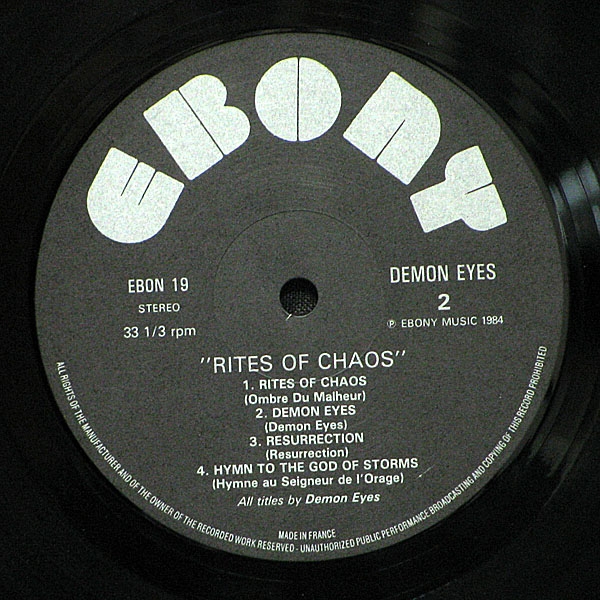 EBONY
EBON 19
STEREO
33 1/3 rpm
DEMON EYES
2
℗ EBONY MUSIC 1984
"RITES OF CHAOS"
1. RITES OF CHAOS
(Ombre Du Malheur)
2. DEMON EYES
(Demon Eyes)
3. RESURRECTION
(Resurrection)
4. HYMN TO THE GOD OF STORMS
(Hymne au Seigneur de l'Orage)
All titles by Demon Eyes
MADE IN FRANCE
ALL RIGHTS OF THE MANUFACTURER AND OF THE OWNER OF THE RECORDED WORK RESERVED - UNAUTHORIZED PUBLIC PERFORMANCE BROADCASTING AND COPYING OF THIS RECORD PROHIBITED